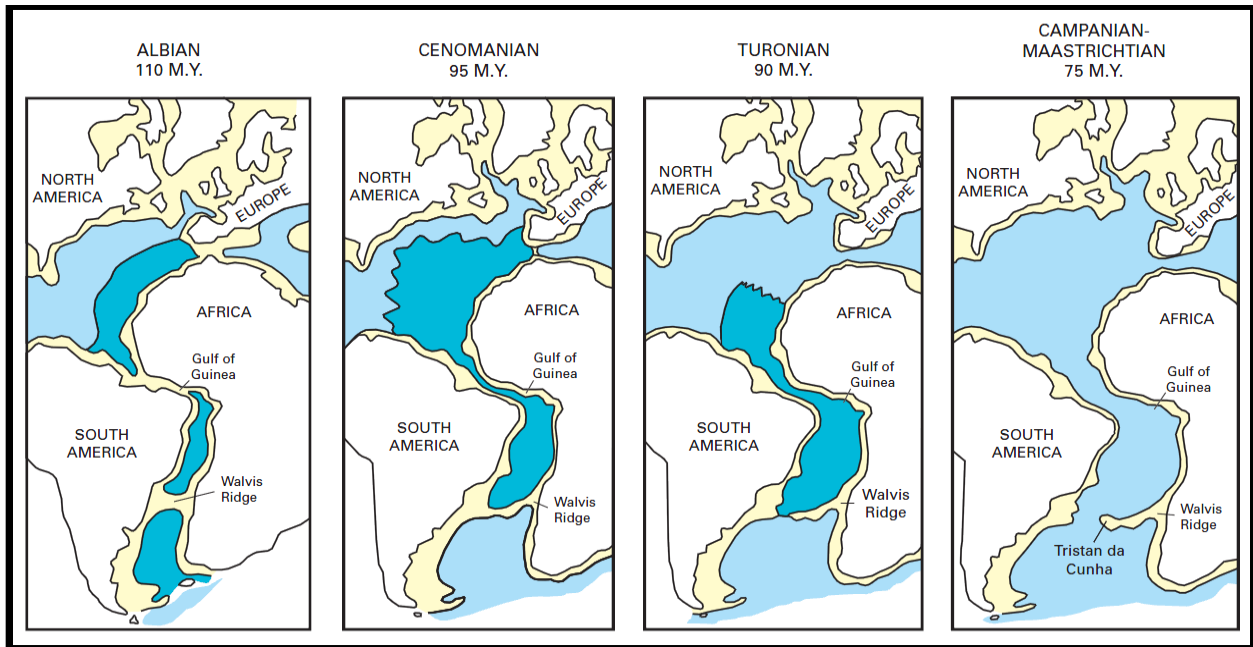 ALBIAN
110 M.Y.
NORTH
AMERICA
EUROPE
AFRICA
Gulf of
Guinea
SOUTH
AMERICA
Walvis
Ridge
CENOMANIAN
95 M.Y.
NORTH
AMERICA
EUROPE
AFRICA
Gulf of
Guinea
SOUTH
AMERICA
Walvis
Ridge
TURONIAN
90 M.Y.
NORTH
AMERICA
EUROPE
AFRICA
Gulf of
Guinea
SOUTH
AMERICA
Walvis
Ridge
CAMPANIAN-
MAASTRICHTIAN
75 M.Y.
NORTH
AMERICA
EUROPE
AFRICA
Gulf of
Guinea
SOUTH
AMERICA
Walvis
Ridge
Tristan da
Cunha